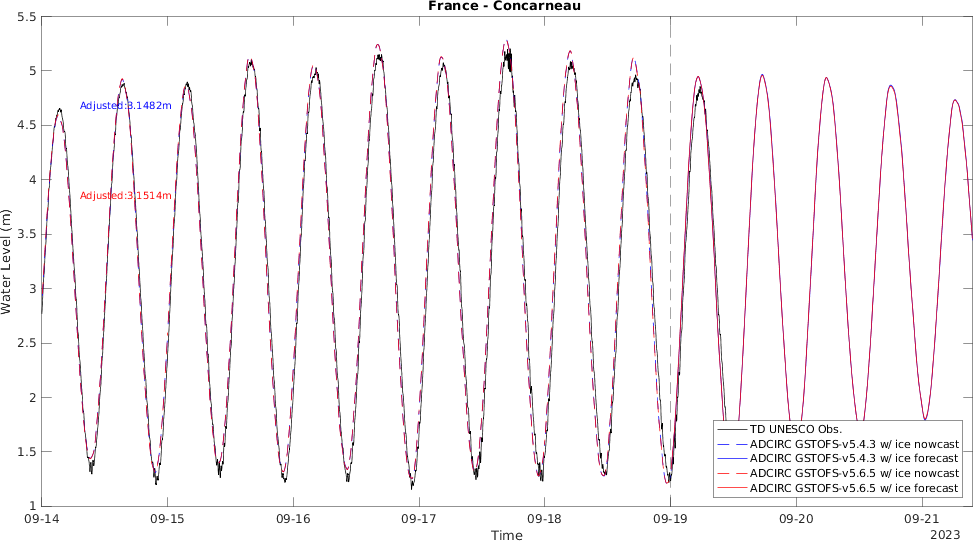 France - Concarneau
5.5
5
4.5
4
3.5
3
2.5
2
1.5
1
Water Level (m)
Adjusted:3.1482m
Adjusted:3.1514m
TD UNESCO Obs.
ADCIRC GSTOFS-v5.4.3 w/ ice nowcast
ADCIRC GSTOFS-v5.4.3 w/ ice forecast
ADCIRC GSTOFS-v5.6.5 w/ ice nowcast
ADCIRC GSTOFS-v5.6.5 w/ ice forecast
09-14 09-15 09-16 09-17 09-18 09-19 09-20 09-21
Time
2023